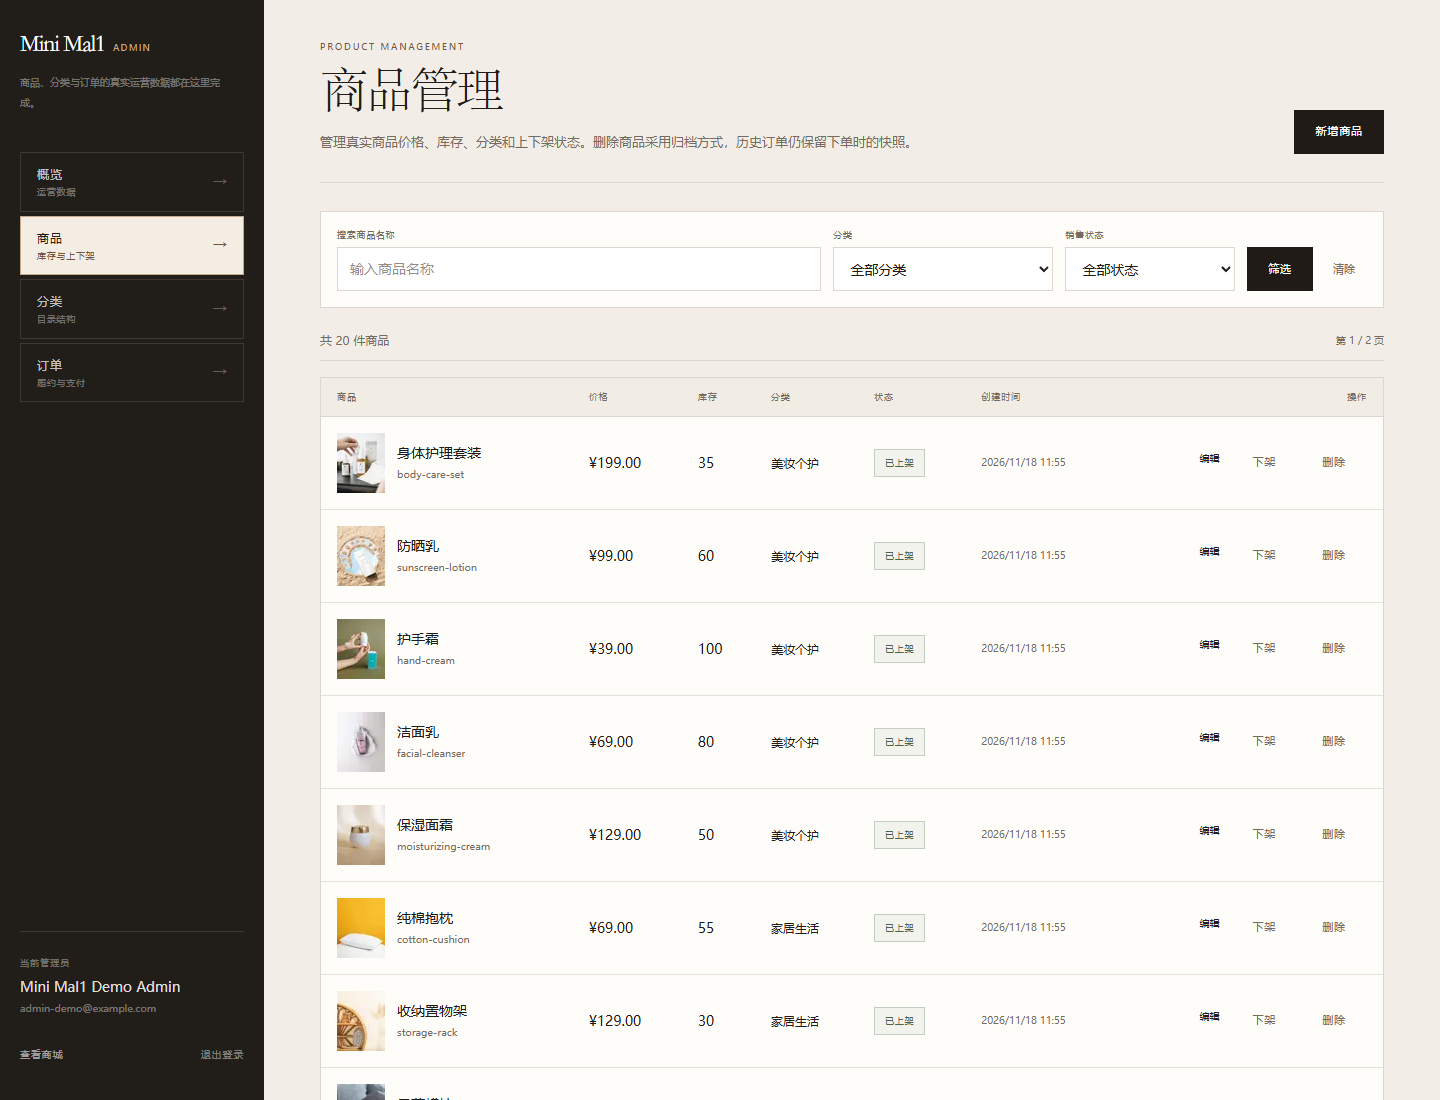 Mini Mal1 ADMIN
商品、分类与订单的真实运营数据都在这里完
成。
概览
运营数据
→
商品
库存与上下架
→
分类
目录结构
→
订单
履约与支付
→
当前管理员
Mini Mal1 Demo Admin
admin-demo@example.com
查看商城
退出登录
PRODUCT MANAGEMENT
商品管理
管理真实商品价格、库存、分类和上下架状态。删除商品采用归档方式，历史订单仍保留下单时的快照。
新增商品
搜索商品名称
分类
销售状态
输入商品名称
全部分类
全部状态
筛选
清除
共 20 件商品
第 1 / 2 页
商品 价格 库存 分类 状态 创建时间 操作
身体护理套装
body-care-set
¥199.00 35 美妆个护 已上架 2026/11/18 11:55 编辑 下架 删除
防晒乳
sunscreen-lotion
¥99.00 60 美妆个护 已上架 2026/11/18 11:55 编辑 下架 删除
护手霜
hand-cream
¥39.00 100 美妆个护 已上架 2026/11/18 11:55 编辑 下架 删除
洁面乳
facial-cleanser
¥69.00 80 美妆个护 已上架 2026/11/18 11:55 编辑 下架 删除
保湿面霜
moisturizing-cream
¥129.00 50 美妆个护 已上架 2026/11/18 11:55 编辑 下架 删除
纯棉抱枕
cotton-cushion
¥69.00 55 家居生活 已上架 2026/11/18 11:55 编辑 下架 删除
收纳置物架
storage-rack
¥129.00 30 家居生活 已上架 2026/11/18 11:55 编辑 下架 删除